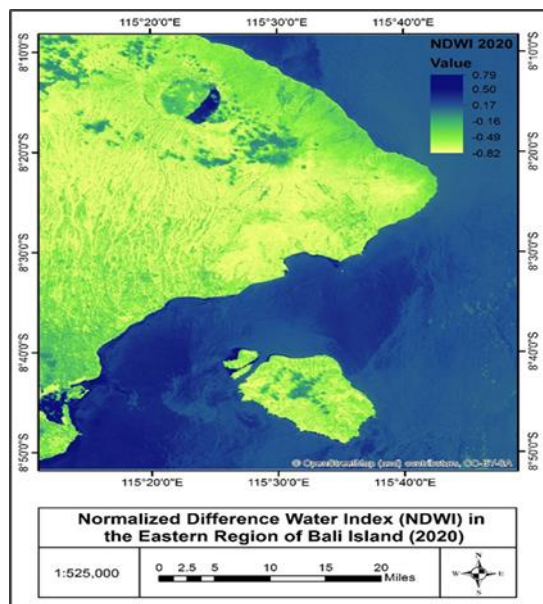 115°20'0"E 115°30'0"E 115°40'0"E
NDWI 2020
Value
0.79
0.50
0.17
-0.16
-0.49
-0.82
8°10'0"S 8°10'0"S
8°20'0"S 8°20'0"S
8°30'0"S 8°30'0"S
8°40'0"S 8°40'0"S
8°50'0"S 8°50'0"S
© OpenStreetMap (and) contributors, CC-BY-SA
115°20'0"E 115°30'0"E 115°40'0"E
Normalized Difference Water Index (NDWI) in
the Eastern Region of Bali Island (2020)
1:525,000
0 2.5 5 10 15 20
Miles
N
W E
S